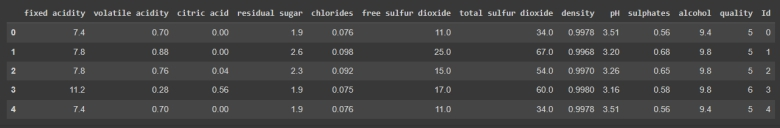 fixed acidity volatile acidity citric acid residual sugar chlorides free sulfur dioxide total sulfur dioxide density pH sulphates alcohol quality Id
0 7.4 0.70 0.00 1.9 0.076 11.0 34.0 0.9978 3.51 0.56 9.4 5 0
1 7.8 0.88 0.00 2.6 0.098 25.0 67.0 0.9968 3.20 0.68 9.8 5 1
2 7.8 0.76 0.04 2.3 0.092 15.0 54.0 0.9970 3.26 0.65 9.8 5 2
3 11.2 0.28 0.56 1.9 0.075 17.0 60.0 0.9980 3.16 0.58 9.8 6 3
4 7.4 0.70 0.00 1.9 0.076 11.0 34.0 0.9978 3.51 0.56 9.4 5 4